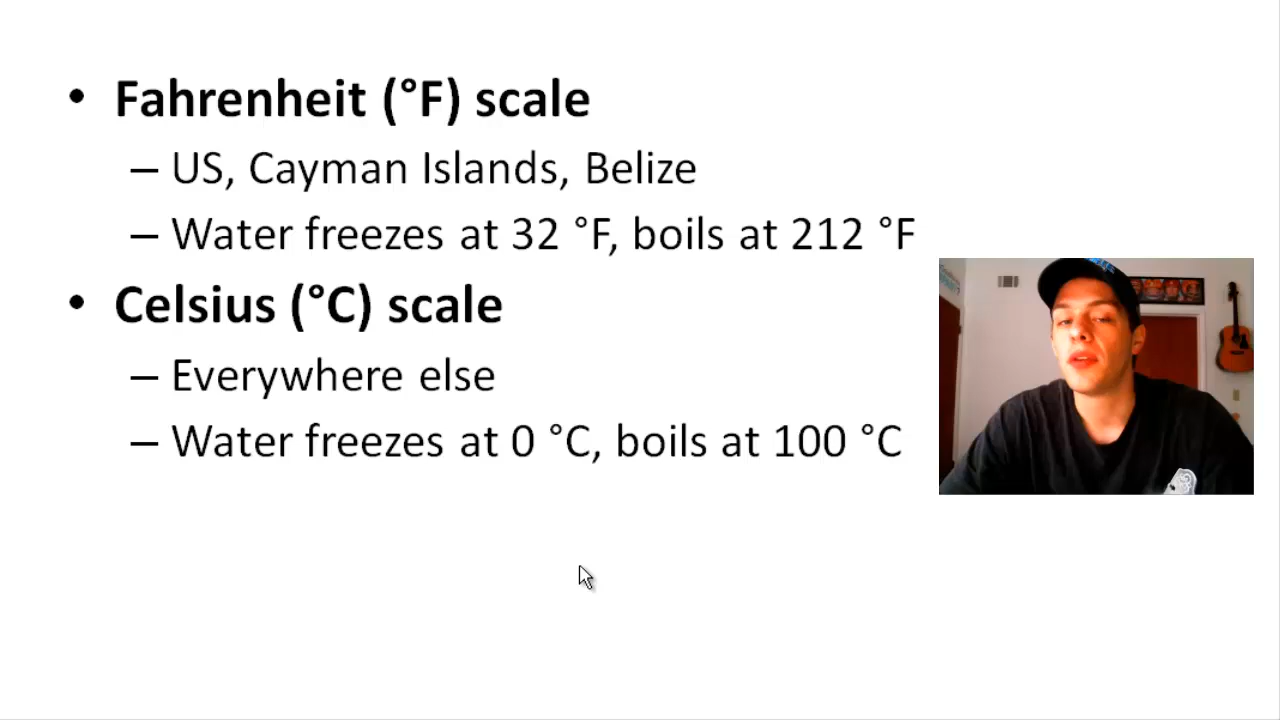 • Fahrenheit (°F) scale
– US, Cayman Islands, Belize
– Water freezes at 32 °F, boils at 212 °F
• Celsius (°C) scale
– Everywhere else
– Water freezes at 0 °C, boils at 100 °C